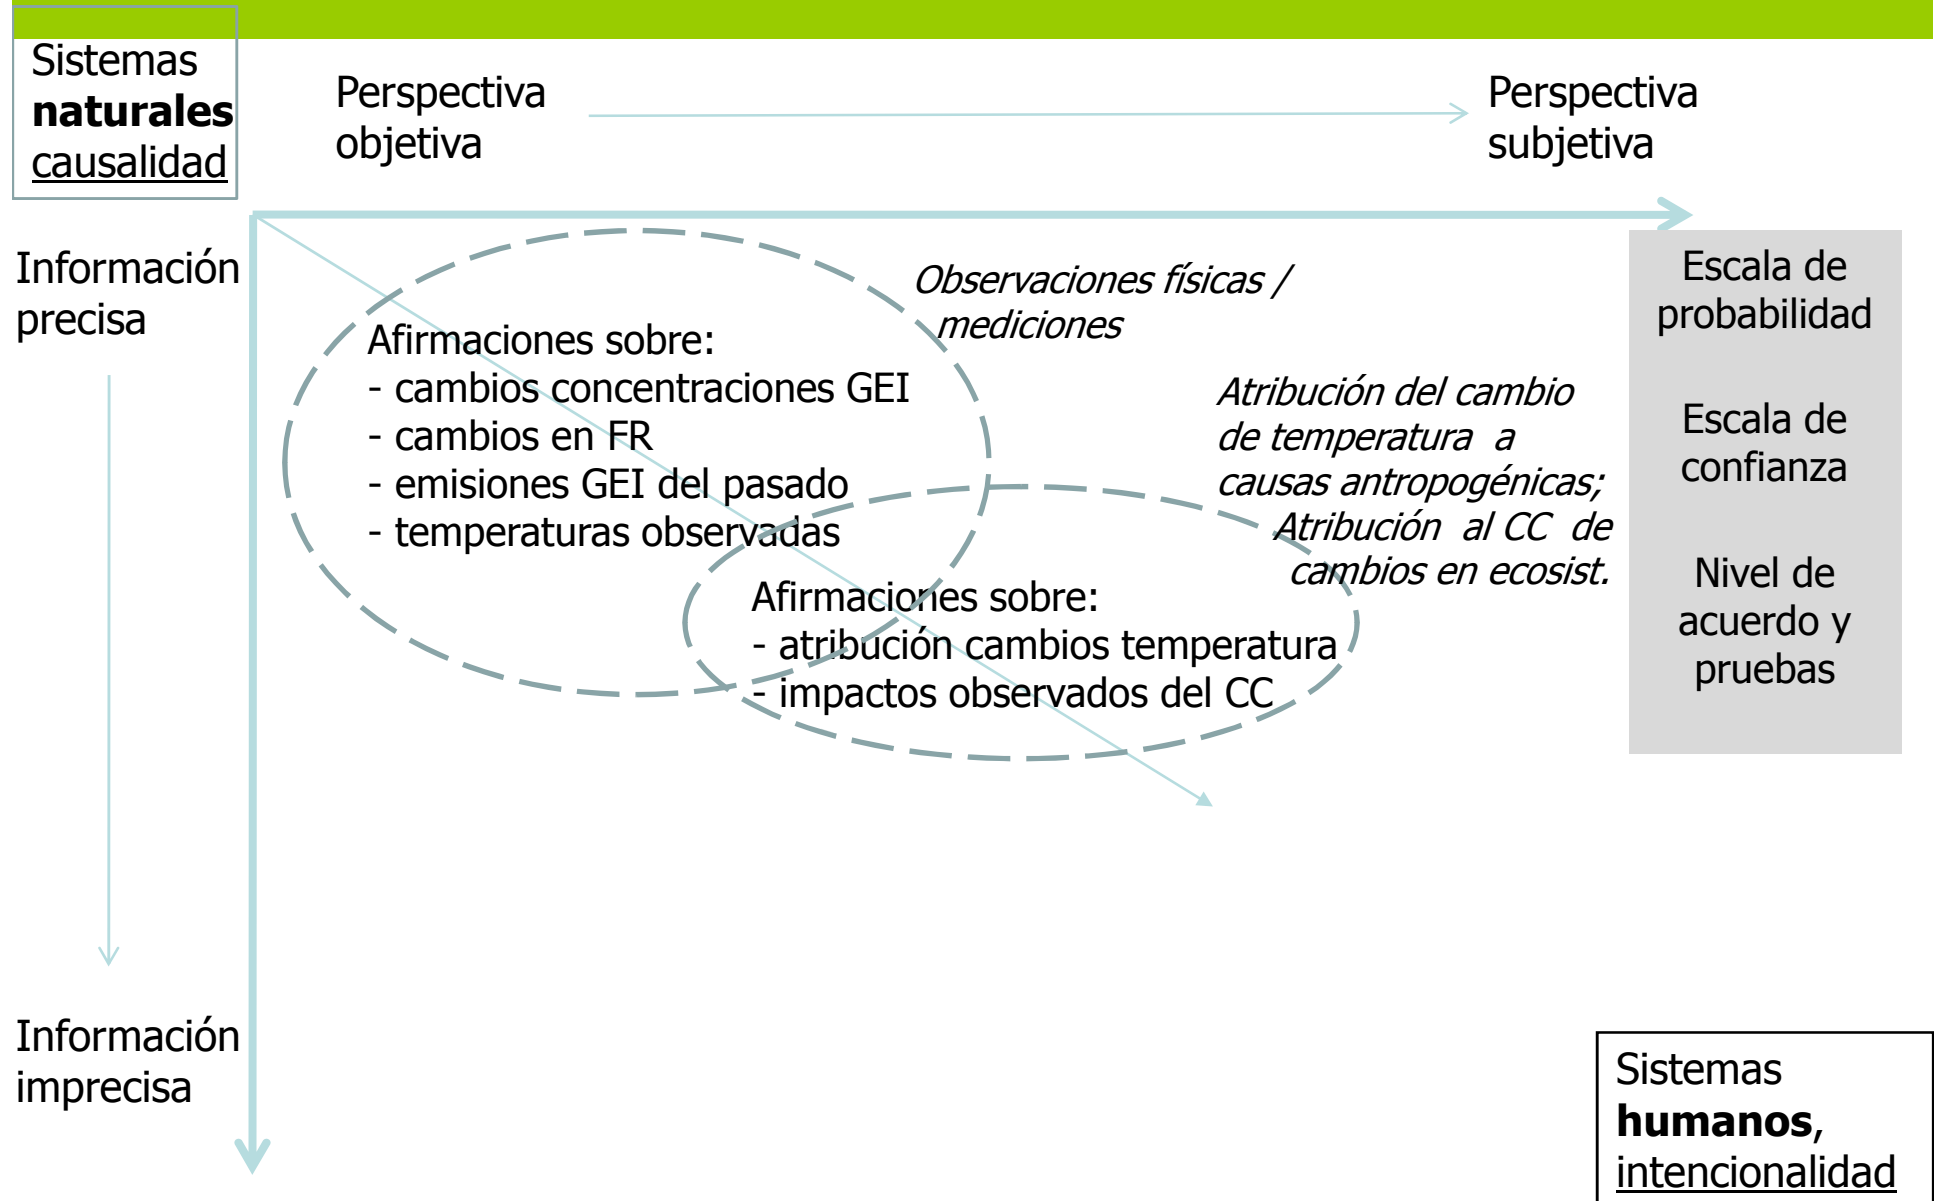 Sistemas
naturales
causalidad
Perspectiva
objetiva
Perspectiva
subjetiva
Información
precisa
Observaciones físicas /
mediciones
Afirmaciones sobre:
- cambios concentraciones GEI
- cambios en FR
- emisiones GEI del pasado
- temperaturas observadas
Atribución del cambio
de temperatura a
causas antropogénicas;
Atribución al CC de
cambios en ecosist.
Afirmaciones sobre:
- atribución cambios temperatura
- impactos observados del CC
Escala de
probabilidad
Escala de
confianza
Nivel de
acuerdo y
pruebas
Información
imprecisa
Sistemas
humanos,
intencionalidad